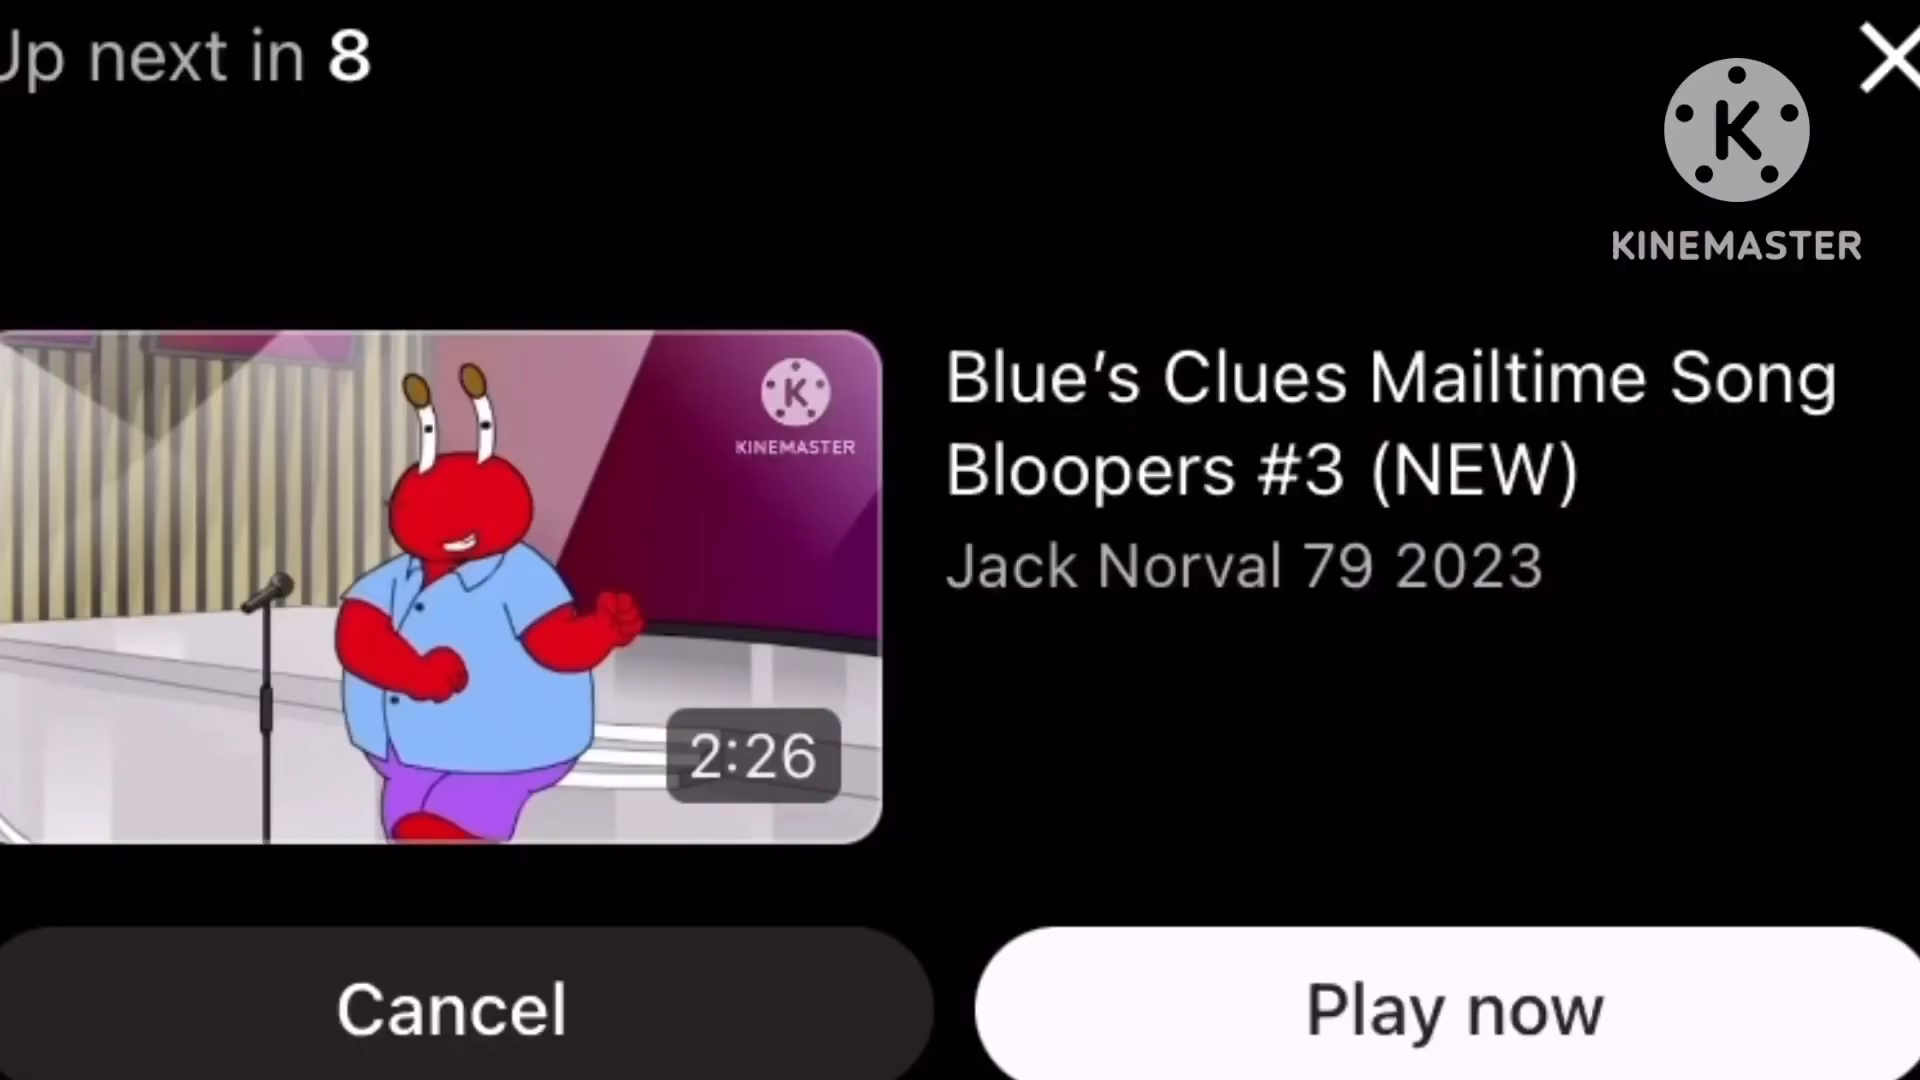 Up next in 8
K
KINEMASTER
K
KINEMASTER
Blue’s Clues Mailtime Song
Bloopers #3 (NEW)
Jack Norval 79 2023
2:26
Cancel
Play now